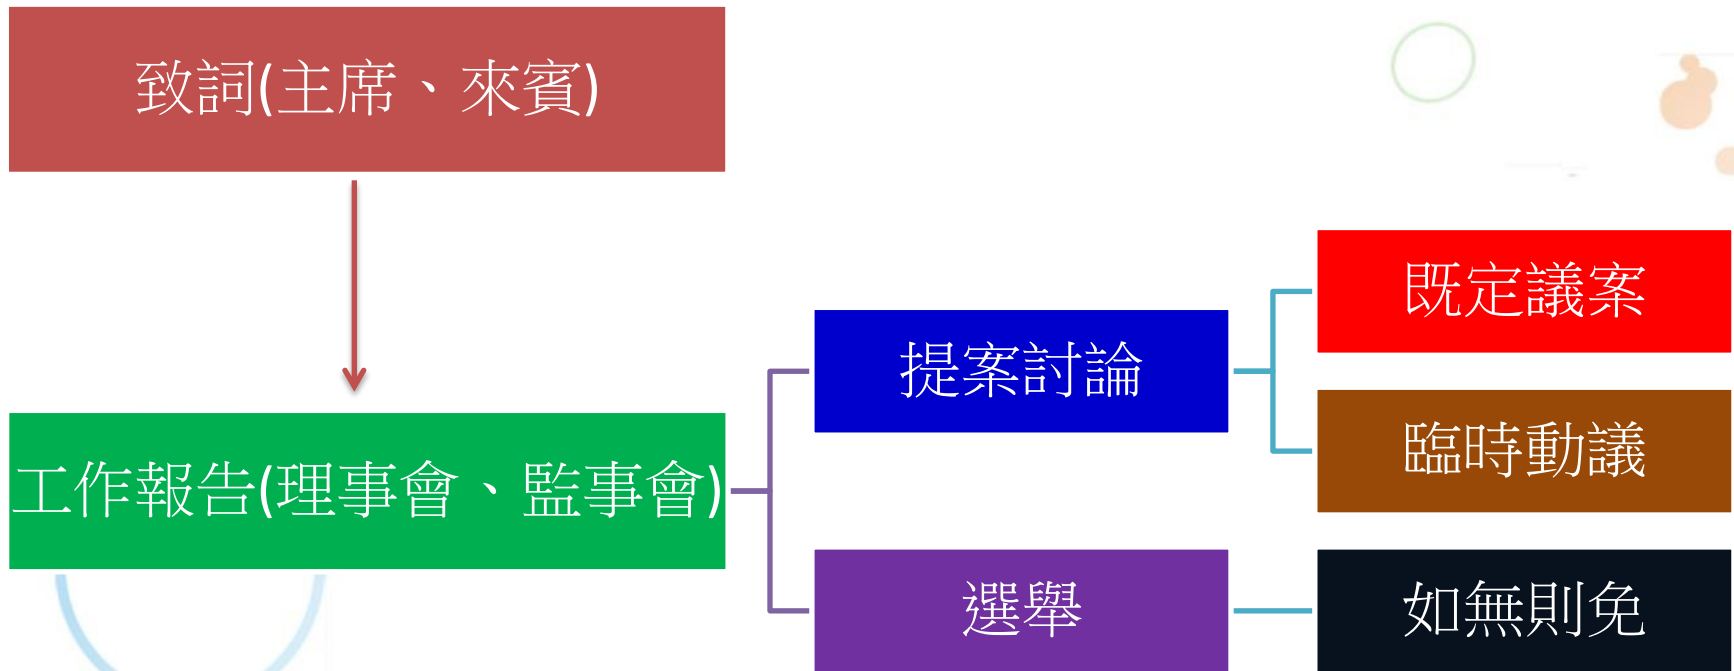 致詞(主席、來賓)
工作報告(理事會、監事會)
提案討論
既定議案
臨時動議
選舉
如無則免